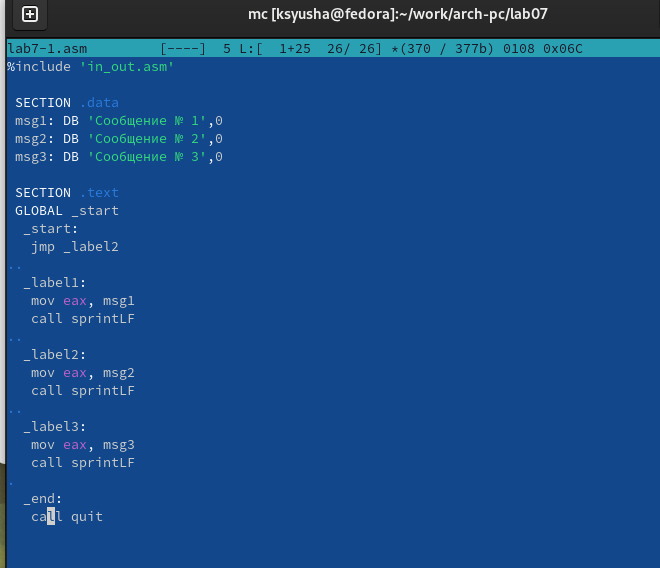 mc [ksyusha@fedora]:~/work/arch-pc/lab07
lab7-1.asm [----] 5 L:[ 1+25 26/ 26] *(370 / 377b) 0108 0x06C
%include 'in_out.asm'
SECTION .data
msg1: DB 'Сообщение № 1',0
msg2: DB 'Сообщение № 2',0
msg3: DB 'Сообщение № 3',0
SECTION .text
GLOBAL _start
_start:
jmp _label2
..
_label1:
mov eax, msg1
call sprintLF
..
_label2:
mov eax, msg2
call sprintLF
..
_label3:
mov eax, msg3
call sprintLF
.
_end:
call quit